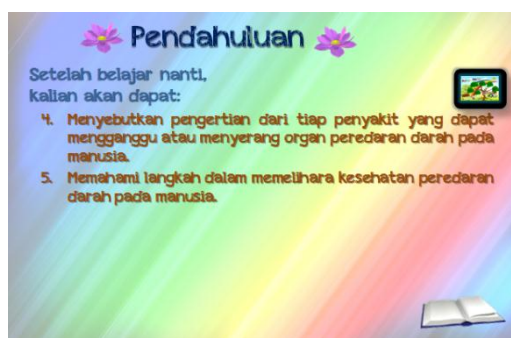 Pendahuluan
Setelah belajar nanti,
kalian akan dapat:
4. Menyebutkan pengertian dari tiap penyakit yang dapat
mengganggu atau menyerang organ peredaran darah pada
manusia.
5. Memahami langkah dalam memelihara kesehatan peredaran
darah pada manusia.